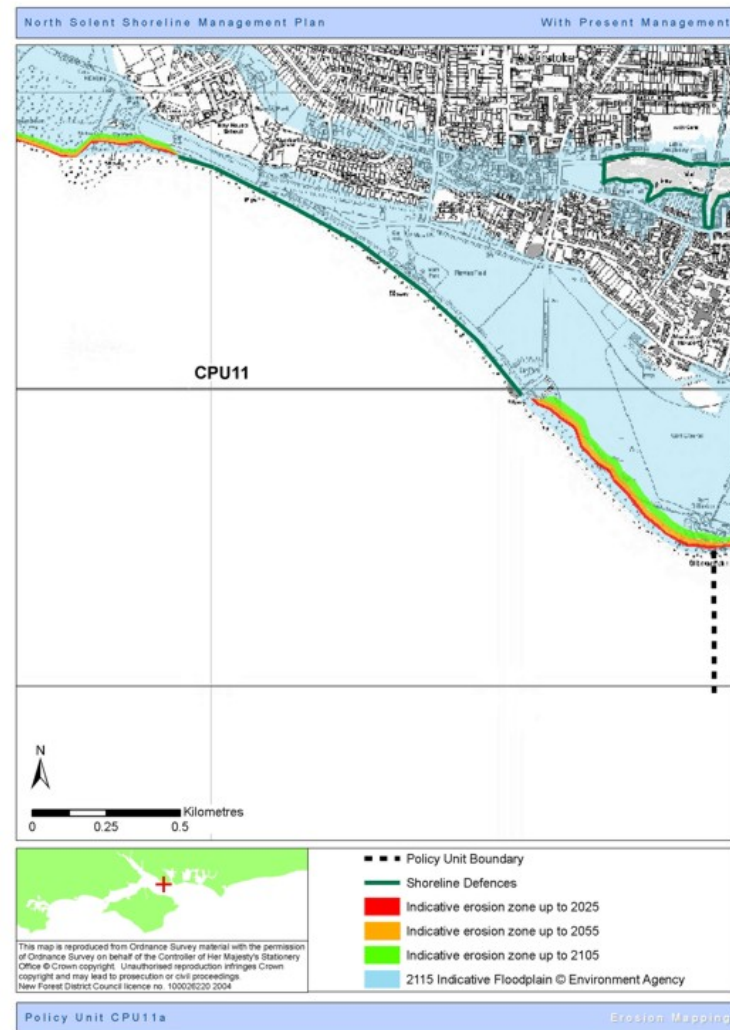 North Solent Shoreline Management Plan
With Present Management
CPU11
N
Kilometres
0 0.25 0.5
This map is reproduced from Ordnance Survey material with the permission
of Ordnance Survey on behalf of the Controller of Her Majesty's Stationery
Office © Crown copyright. Unauthorised reproduction infringes Crown
copyright and may lead to prosecution or civil proceedings.
New Forest District Council licence no. 100026220 2004
Policy Unit Boundary
Shoreline Defences
Indicative erosion zone up to 2025
Indicative erosion zone up to 2055
Indicative erosion zone up to 2105
2115 Indicative Floodplain © Environment Agency
Policy Unit CPU11a
Erosion Mapping